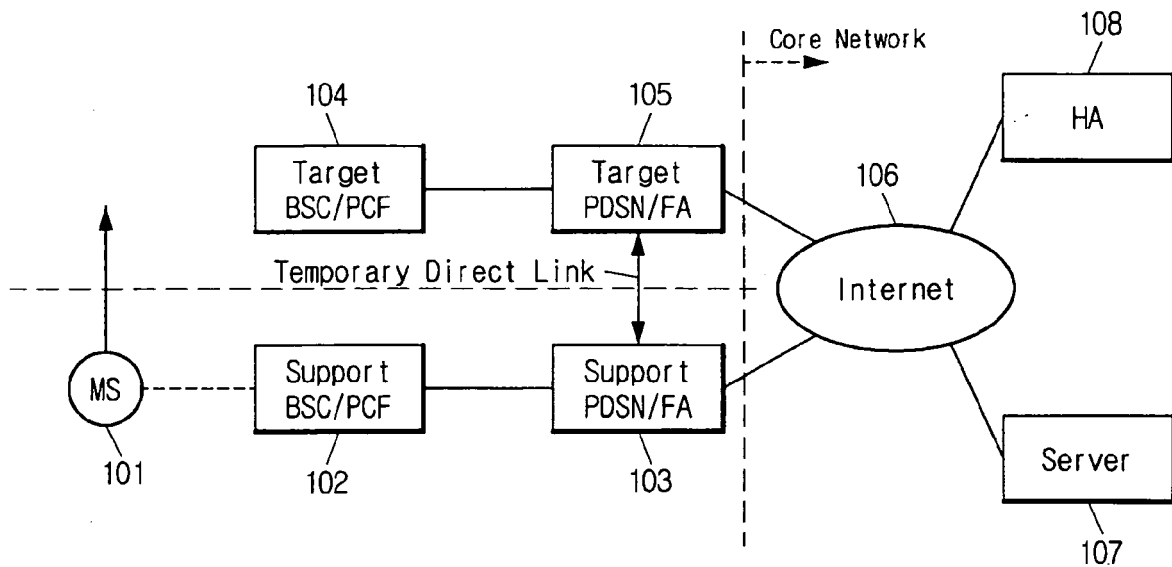 Core Network
108
HA
104
105
Target
BSC/PCF
Target
PDSN/FA
106
Internet
Temporary Direct Link
MS
101
Support
BSC/PCF
102
Support
PDSN/FA
103
Server
107